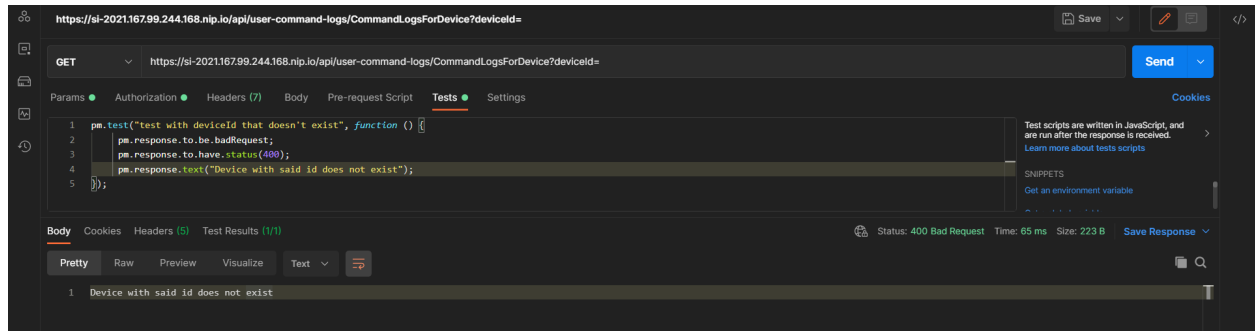 https://si-2021.167.99.244.168.nip.io/api/user-command-logs/CommandLogsForDevice?deviceId=
Save
GET
https://si-2021.167.99.244.168.nip.io/api/user-command-logs/CommandLogsForDevice?deviceId=
Send
Params Authorization Headers (7) Body Pre-request Script Tests Settings Cookies
1 pm.test("test with deviceId that doesn't exist", function () {
2 pm.response.to.be.badRequest;
3 pm.response.to.have.status(400);
4 pm.response.text("Device with said id does not exist");
5 });
Test scripts are written in JavaScript, and
are run after the response is received.
Learn more about tests scripts
SNIPPETS
Get an environment variable
Body Cookies Headers (5) Test Results (1/1) Status: 400 Bad Request Time: 65 ms Size: 223 B Save Response
Pretty Raw Preview Visualize Text
1 Device with said id does not exist